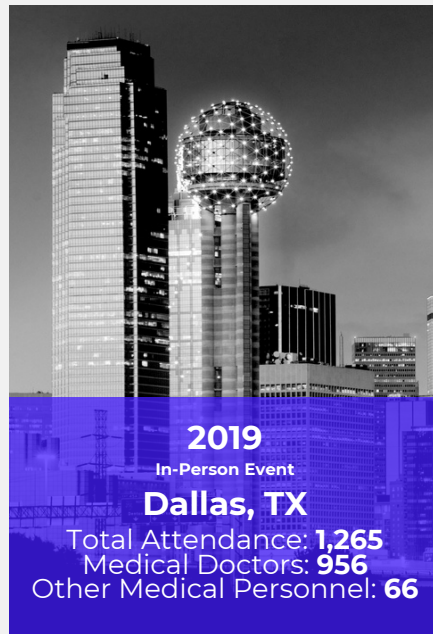 2019
In-Person Event
Dallas, TX
Total Attendance: 1,265
Medical Doctors: 956
Other Medical Personnel: 66